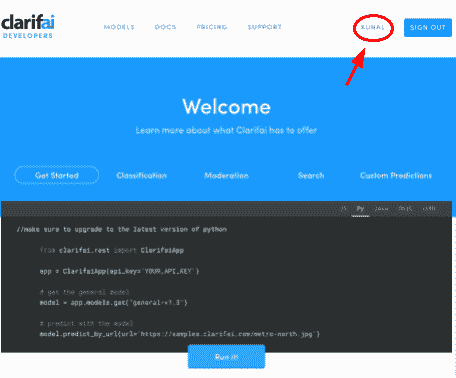 clarifai
DEVELOPERS
MODELS DOCS PRICING SUPPORT KUNAL SIGN OUT
Welcome
Learn more about what Clarifai has to offer
Get Started Classification Moderation Search Custom Predictions
JS Py Java ObjC cURL
//make sure to upgrade to the latest version of python
from clarifai.rest import ClarifaiApp
app = ClarifaiApp(api_key='YOUR_API_KEY')
# get the general model
model = app.models.get("general-v1.3")
# predict with the model
model.predict_by_url(url='https://samples.clarifai.com/metro-north.jpg')
Run it!